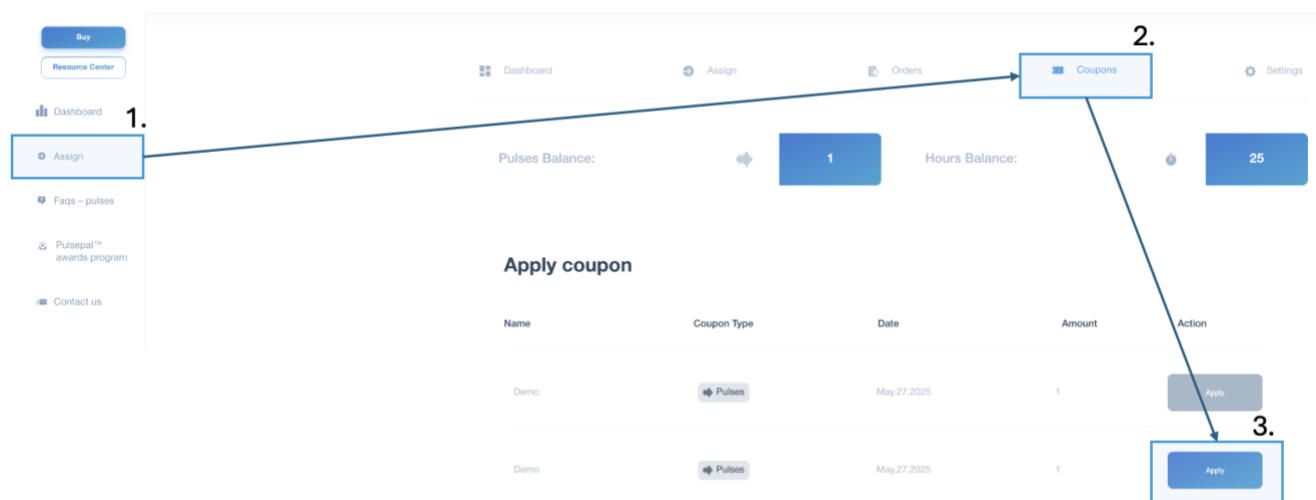 Buy
Resource Center
Dashboard
1.
Assign
Faqs – pulses
Pulsepal™
awards program
Contact us
2.
Dashboard
Assign
Orders
Coupons
Settings
Pulses Balance:
1
Hours Balance:
25
Apply coupon
Name
Coupon Type
Date
Amount
Action
Demo
Pulses
May.27.2025
1
Apply
3.
Demo
Pulses
May.27.2025
1
Apply